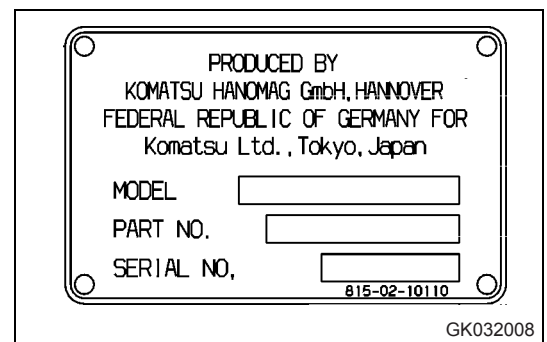 PRODUCED BY
KOMATSU HANOMAG GmbH, HANNOVER
FEDERAL REPUBLIC OF GERMANY FOR
Komatsu Ltd., Tokyo, Japan
MODEL
PART NO.
SERIAL NO,
815-02-10110
GK032008